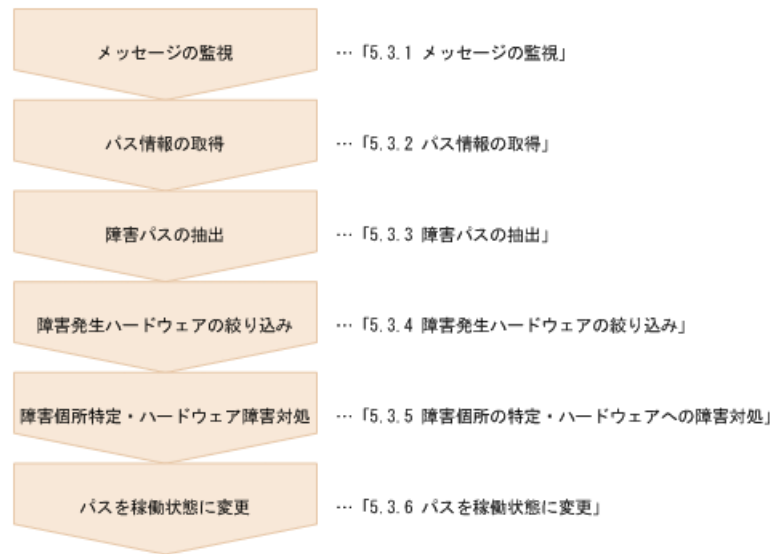 メッセージの監視 … 「5.3.1 メッセージの監視」
パス情報の取得 … 「5.3.2 パス情報の取得」
障害パスの抽出 … 「5.3.3 障害パスの抽出」
障害発生ハードウェアの絞り込み … 「5.3.4 障害発生ハードウェアの絞り込み」
障害個所特定・ハードウェア障害対処 … 「5.3.5 障害個所の特定・ハードウェアへの障害対処」
パスを稼働状態に変更 … 「5.3.6 パスを稼働状態に変更」